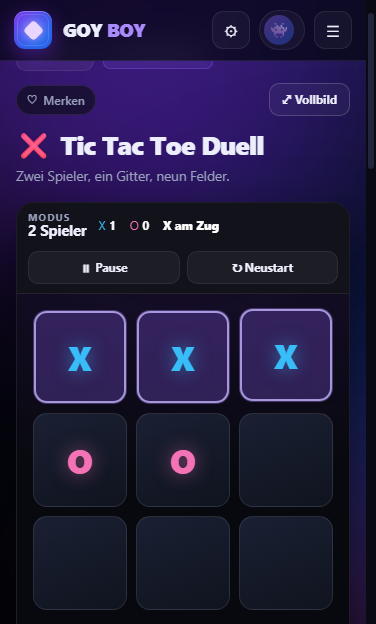 GOY BOY
♡ Merken
⤢ Vollbild
❌ Tic Tac Toe Duell
Zwei Spieler, ein Gitter, neun Felder.
MODUS
2 Spieler X 1 O 0 X am Zug
⏸ Pause ↻ Neustart
X X X
O O